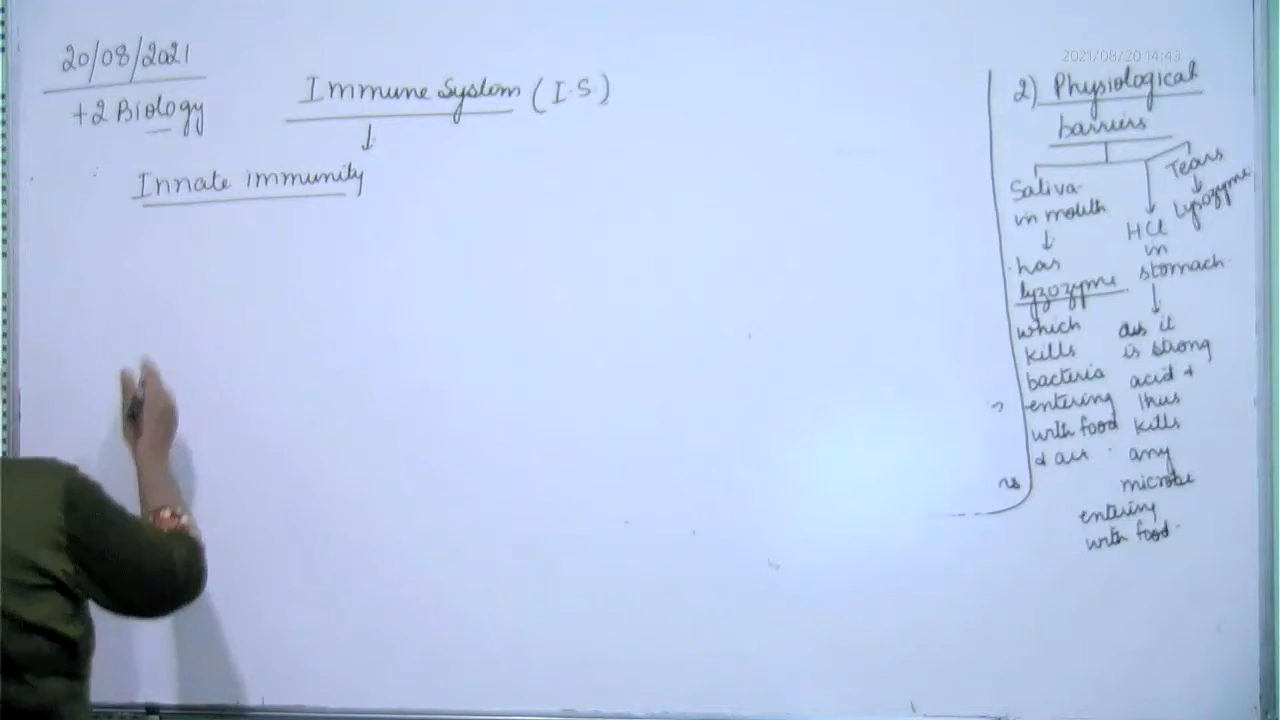 20/08/2021
+2 Biology
Immune System (I.S)
↓
Innate immunity
2021/08/20 14:43
2) Physiological
barriers
Saliva
in mouth
↓
has
lyzozyme
which
kills
bacteria
entering
with food
& air
HCl
in
stomach
↓
as it
is strong
acid &
thus
kills
any
microbe
entering
with food
Tears
↓
Lysozyme